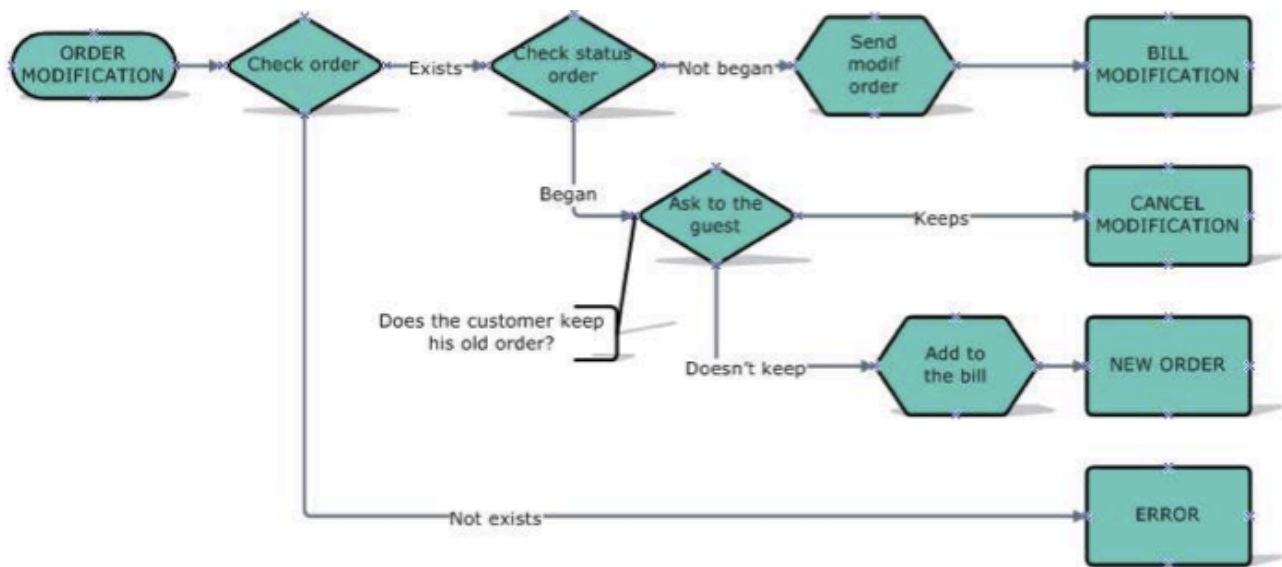 ORDER
MODIFICATION
Check order
Exists
Check status
order
Not began
Send
modif
order
BILL
MODIFICATION
Began
Ask to the
guest
Keeps
CANCEL
MODIFICATION
Does the customer keep
his old order?
Doesn't keep
Add to
the bill
NEW ORDER
Not exists
ERROR